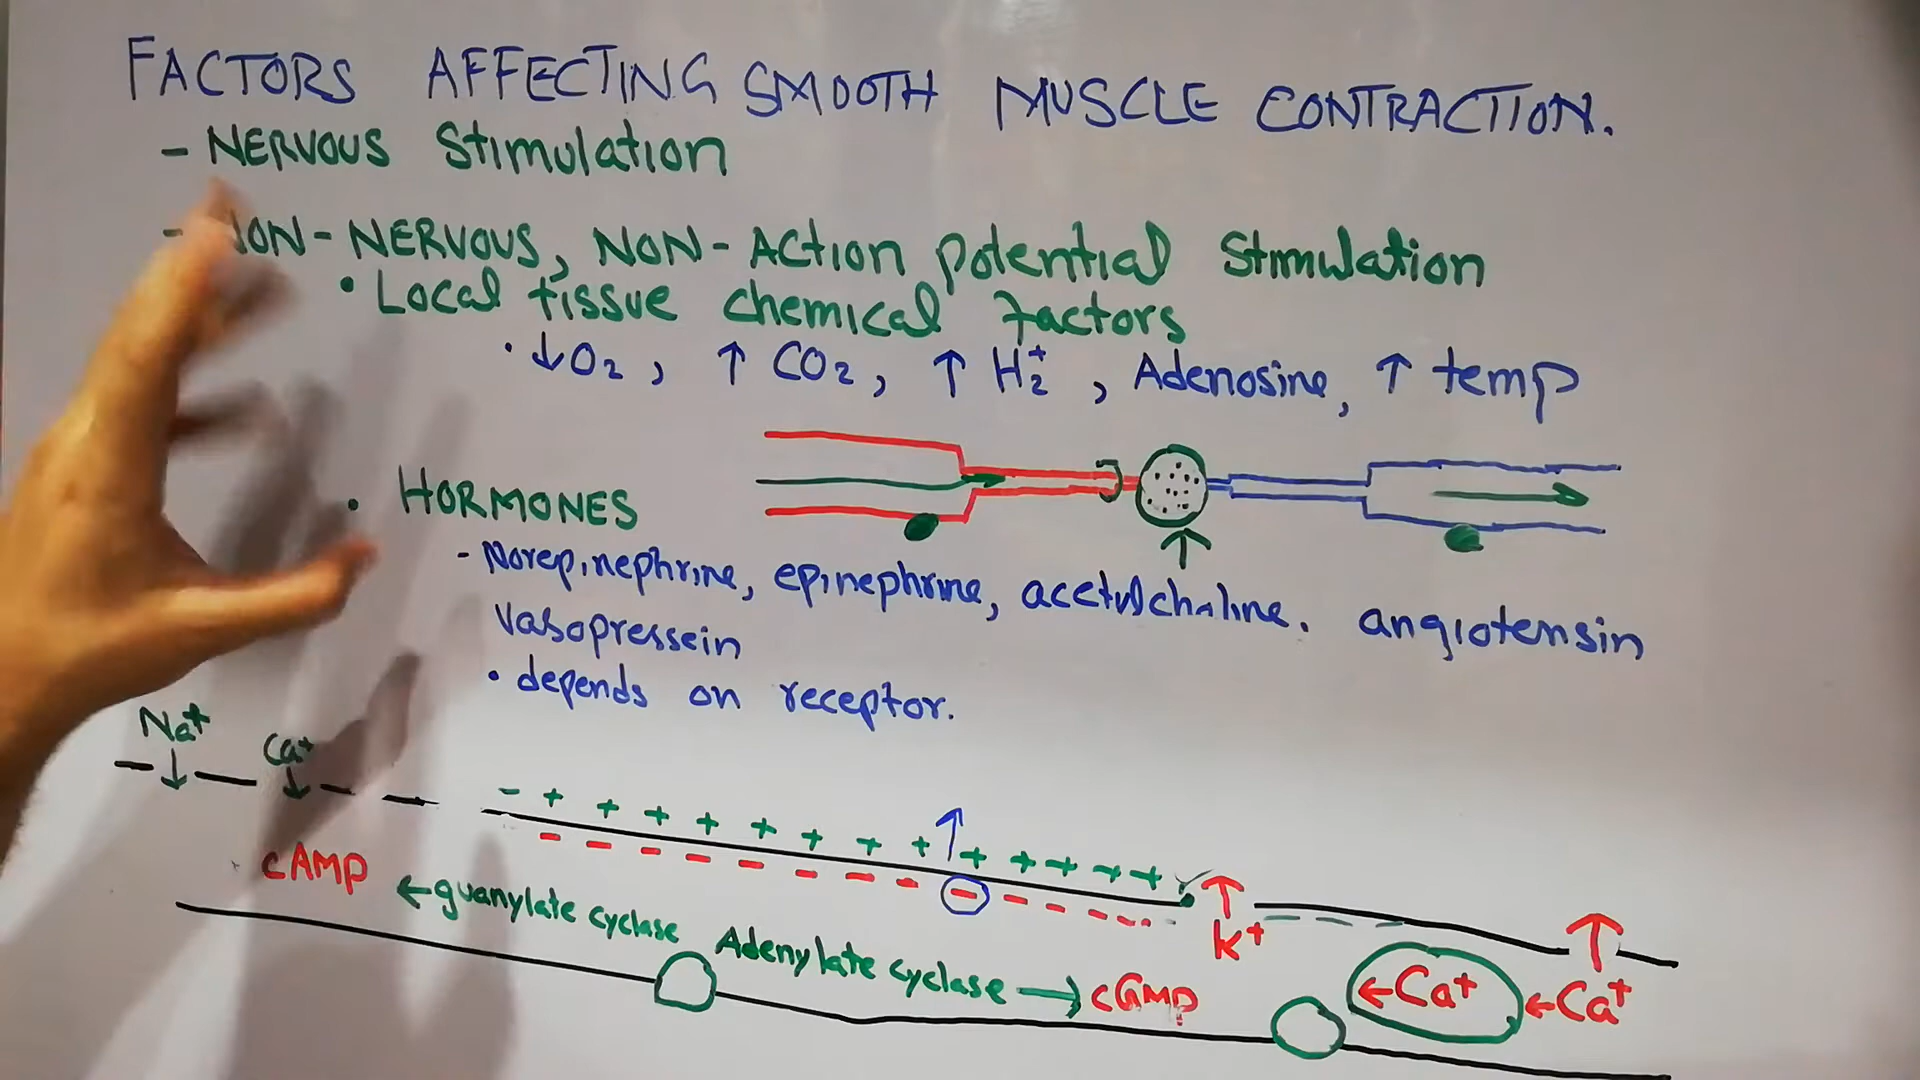 FACTORS AFFECTING SMOOTH MUSCLE CONTRACTION.
- NERVOUS Stimulation
- NON-NERVOUS, NON-ACtION potential Stimulation
• Local tissue chemical factors
• ↓O₂, ↑ CO₂, ↑ H₂⁺, Adenosine, ↑ temp
• HORMONES
- Norepinephrine, epinephrine, acetylcholine. angiotensin
Vasopressein
• depends on receptor.
Na⁺ ↓
Ca⁺ ↓
- + + + + + + + + + + + + +
- - - - - - - - - - - -
cAMP ← guanylate cyclase
Adenylate cyclase → cGMP
↑ K⁺
← Ca⁺ ← Ca⁺ ↑